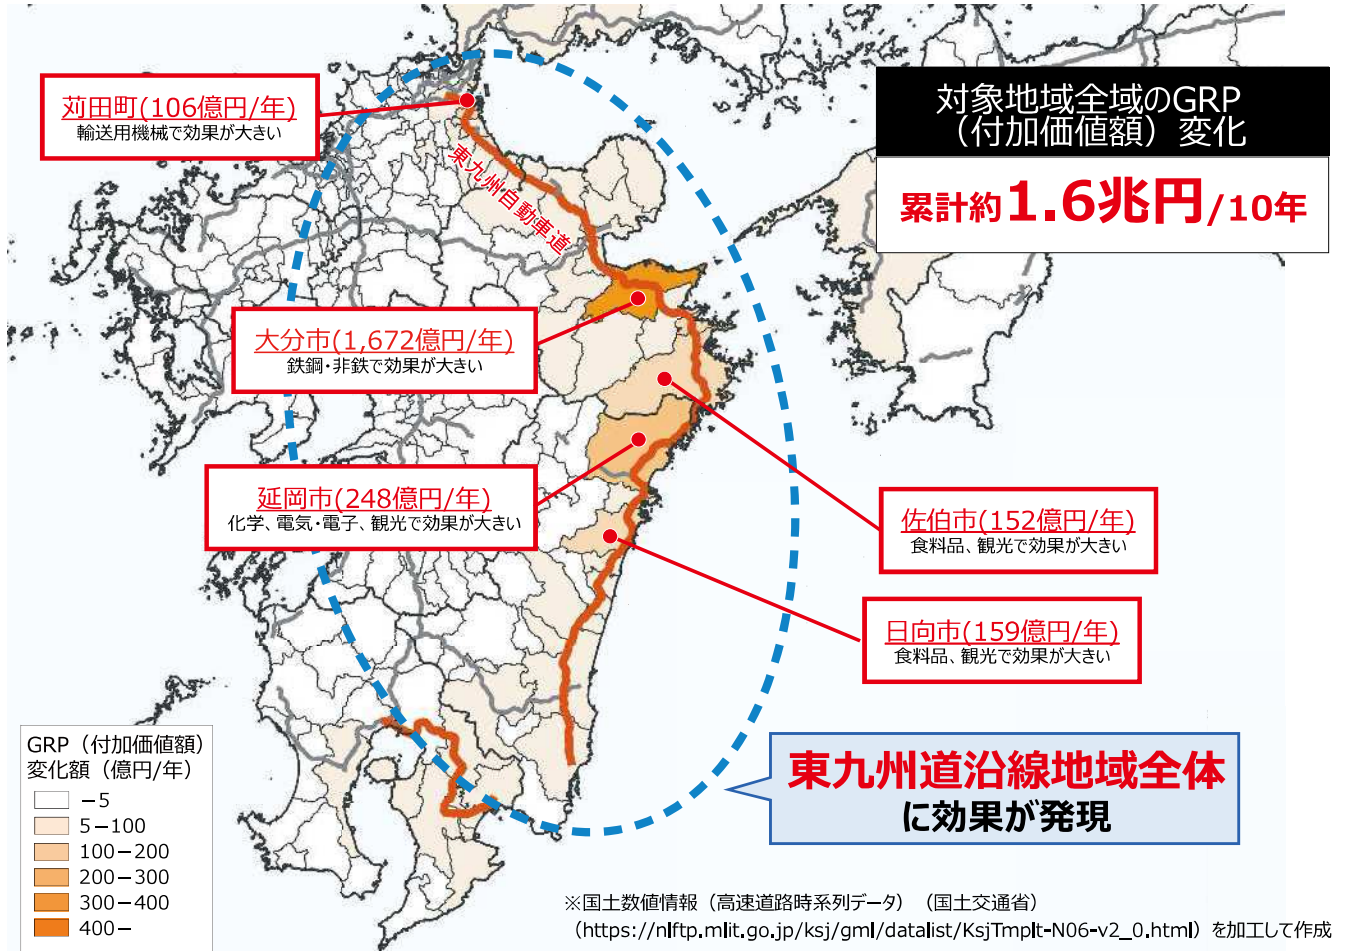 苅田町(106億円/年)
輸送用機械で効果が大きい
対象地域全域のGRP
（付加価値額）変化
累計約1.6兆円/10年
東九州自動車道
大分市(1,672億円/年)
鉄鋼・非鉄で効果が大きい
延岡市(248億円/年)
化学、電気・電子、観光で効果が大きい
佐伯市(152億円/年)
食料品、観光で効果が大きい
日向市(159億円/年)
食料品、観光で効果が大きい
東九州道沿線地域全体
に効果が発現
GRP（付加価値額）
変化額（億円/年）
－5
5－100
100－200
200－300
300－400
400－
※国土数値情報（高速道路時系列データ）（国土交通省）
（https://nlftp.mlit.go.jp/ksj/gml/datalist/KsjTmplt-N06-v2_0.html）を加工して作成